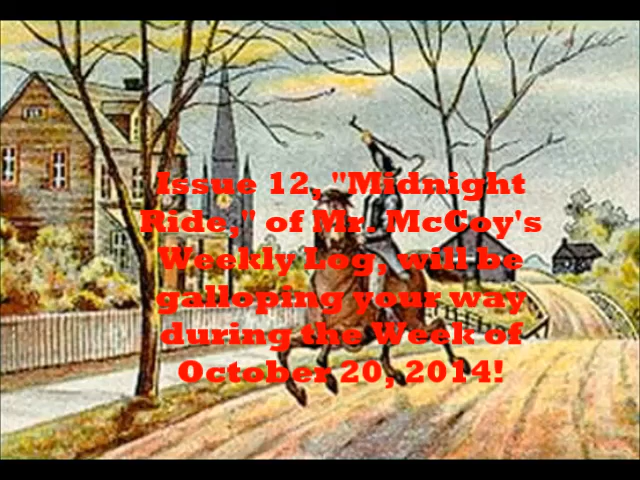 Issue 12, "Midnight
Ride," of Mr. McCoy's
Weekly Log, will be
galloping your way
during the Week of
October 20, 2014!